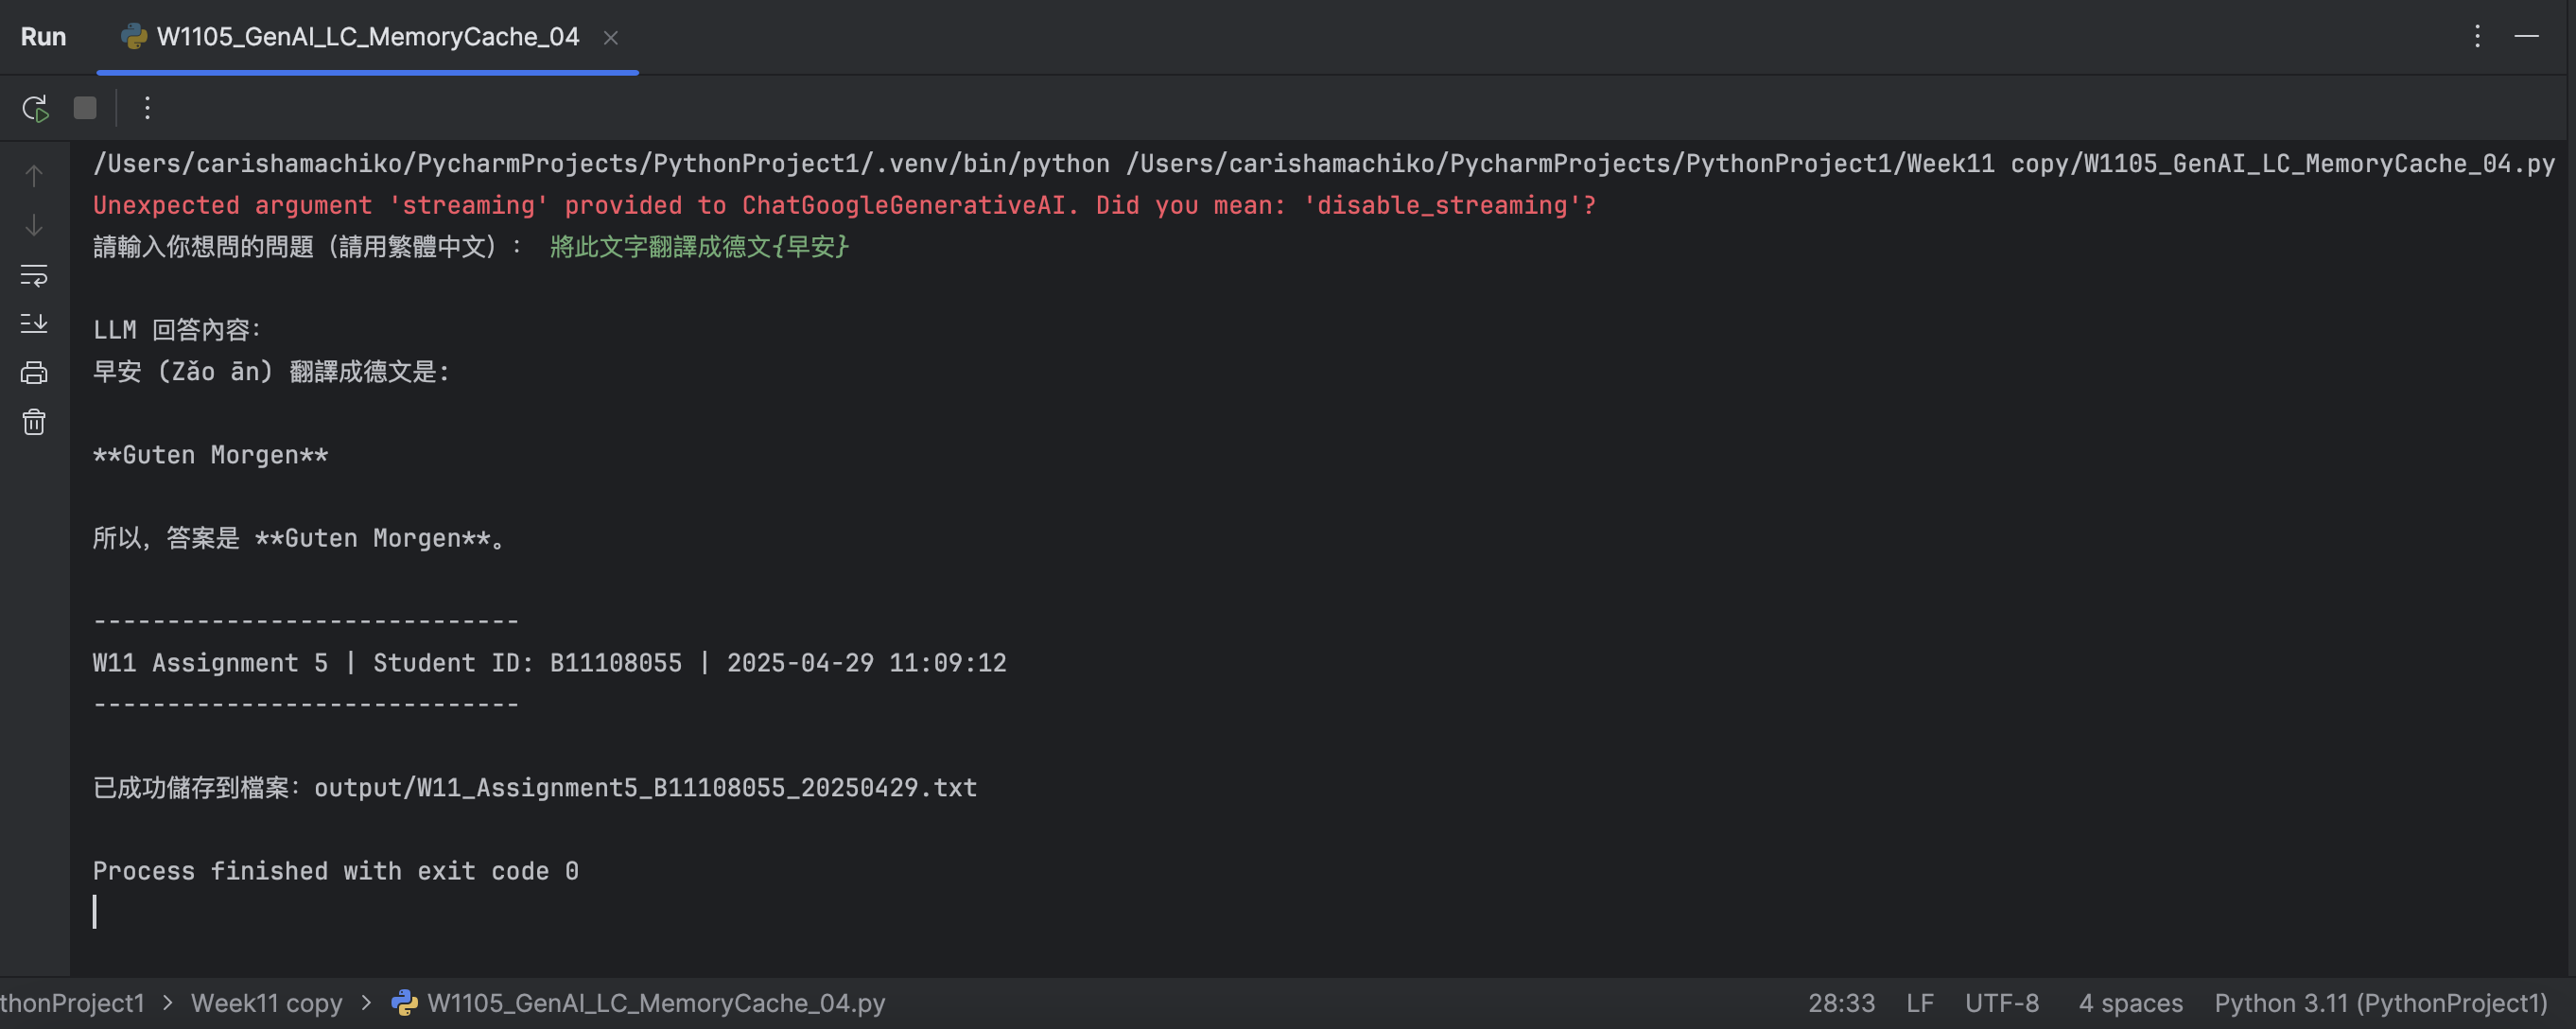 Run W1105_GenAI_LC_MemoryCache_04
/Users/carishamachiko/PycharmProjects/PythonProject1/.venv/bin/python /Users/carishamachiko/PycharmProjects/PythonProject1/Week11 copy/W1105_GenAI_LC_MemoryCache_04.py
Unexpected argument 'streaming' provided to ChatGoogleGenerativeAI. Did you mean: 'disable_streaming'?
請輸入你想問的問題（請用繁體中文）： 將此文字翻譯成德文{早安}
LLM 回答內容：
早安 (Zǎo ān) 翻譯成德文是：
**Guten Morgen**
所以，答案是 **Guten Morgen**。
-----------------------------
W11 Assignment 5 | Student ID: B11108055 | 2025-04-29 11:09:12
-----------------------------
已成功儲存到檔案：output/W11_Assignment5_B11108055_20250429.txt
Process finished with exit code 0
thonProject1 > Week11 copy > W1105_GenAI_LC_MemoryCache_04.py 28:33 LF UTF-8 4 spaces Python 3.11 (PythonProject1)